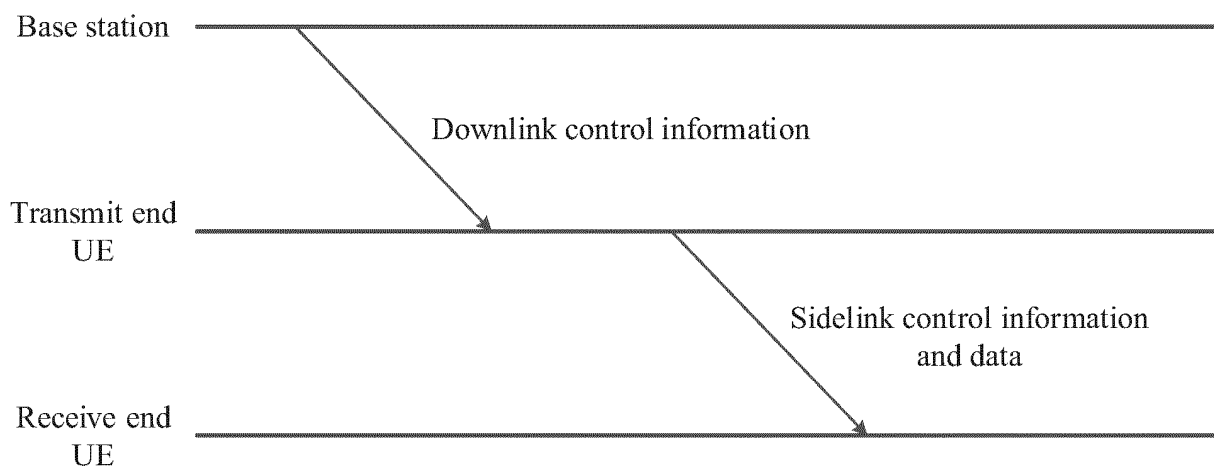 Base station
Downlink control information
Transmit end
UE
Sidelink control information
and data
Receive end
UE